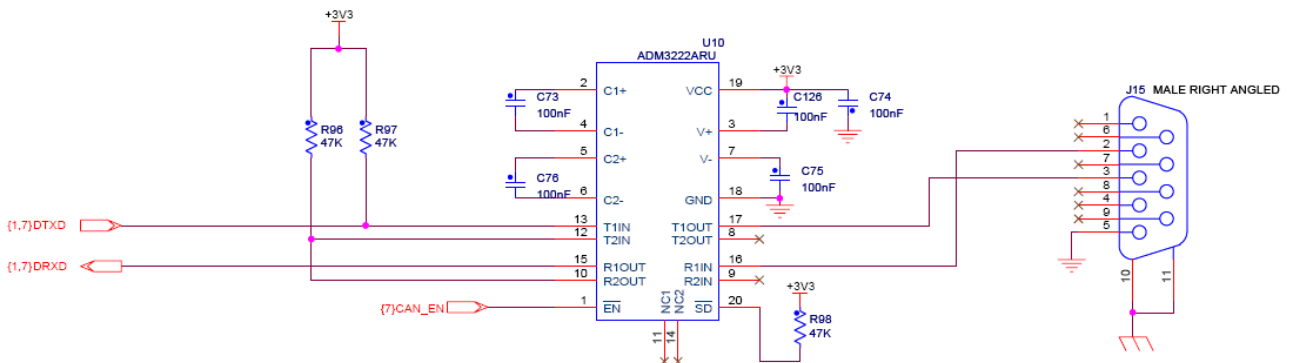 +3V3
U10
ADM3222ARU
R96
47K
R97
47K
C73
100nF
C76
100nF
2 C1+
4 C1-
5 C2+
6 C2-
13 T1IN
12 T2IN
15 R1OUT
10 R2OUT
1 EN
NC1 11
NC2 14
VCC 19
V+ 3
V- 7
GND 18
T1OUT 17
T2OUT 8
R1IN 16
R2IN 9
SD 20
+3V3
C126
100nF
C74
100nF
C75
100nF
+3V3
R98
47K
{1,7}DTXD
{1,7}DRXD
{7}CAN_EN
J15 MALE RIGHT ANGLED
1
6
2
7
3
8
4
9
5
10
11